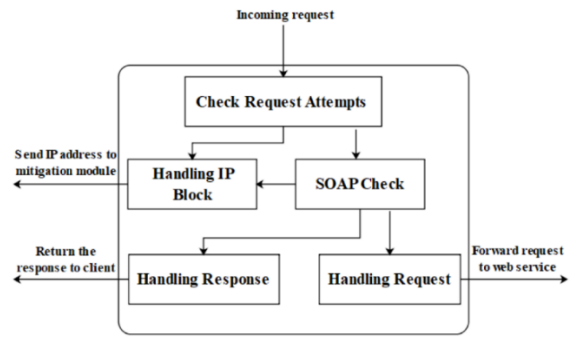 Incoming request
Check Request Attempts
Send IP address to
mitigation module
Handling IP
Block
SOAP Check
Return the
response to client
Handling Response
Handling Request
Forward request
to web service